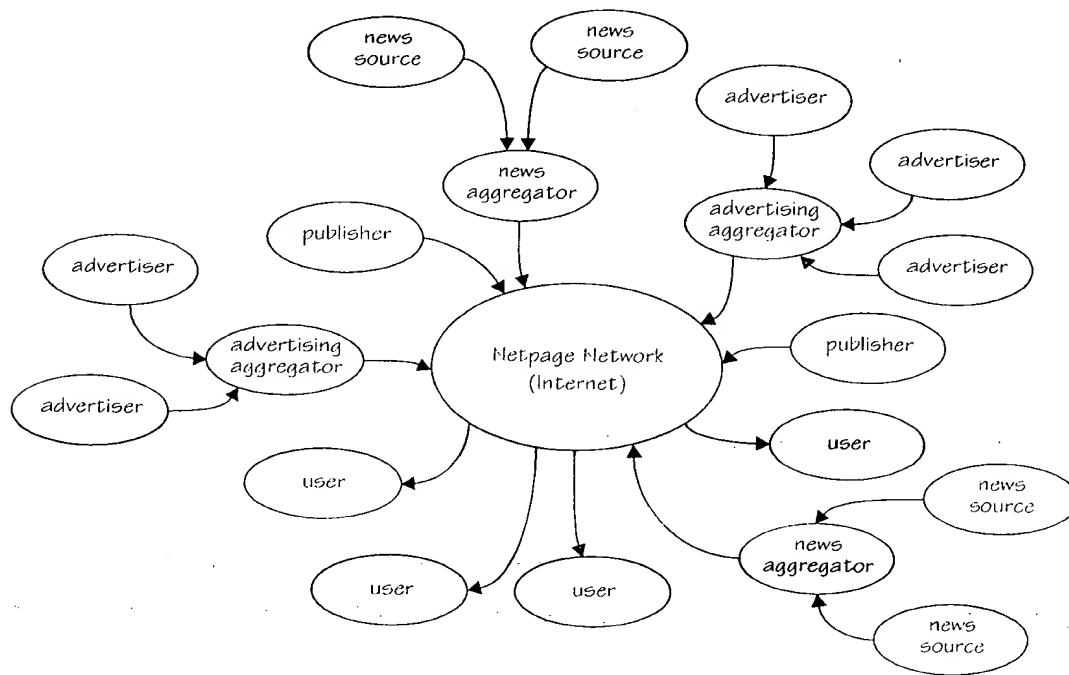 news
source
news
source
advertiser
advertiser
news
aggregator
advertising
aggregator
publisher
advertiser
advertiser
advertising
aggregator
Netpage Network
(Internet)
publisher
advertiser
user
user
news
source
news
aggregator
user
user
news
source